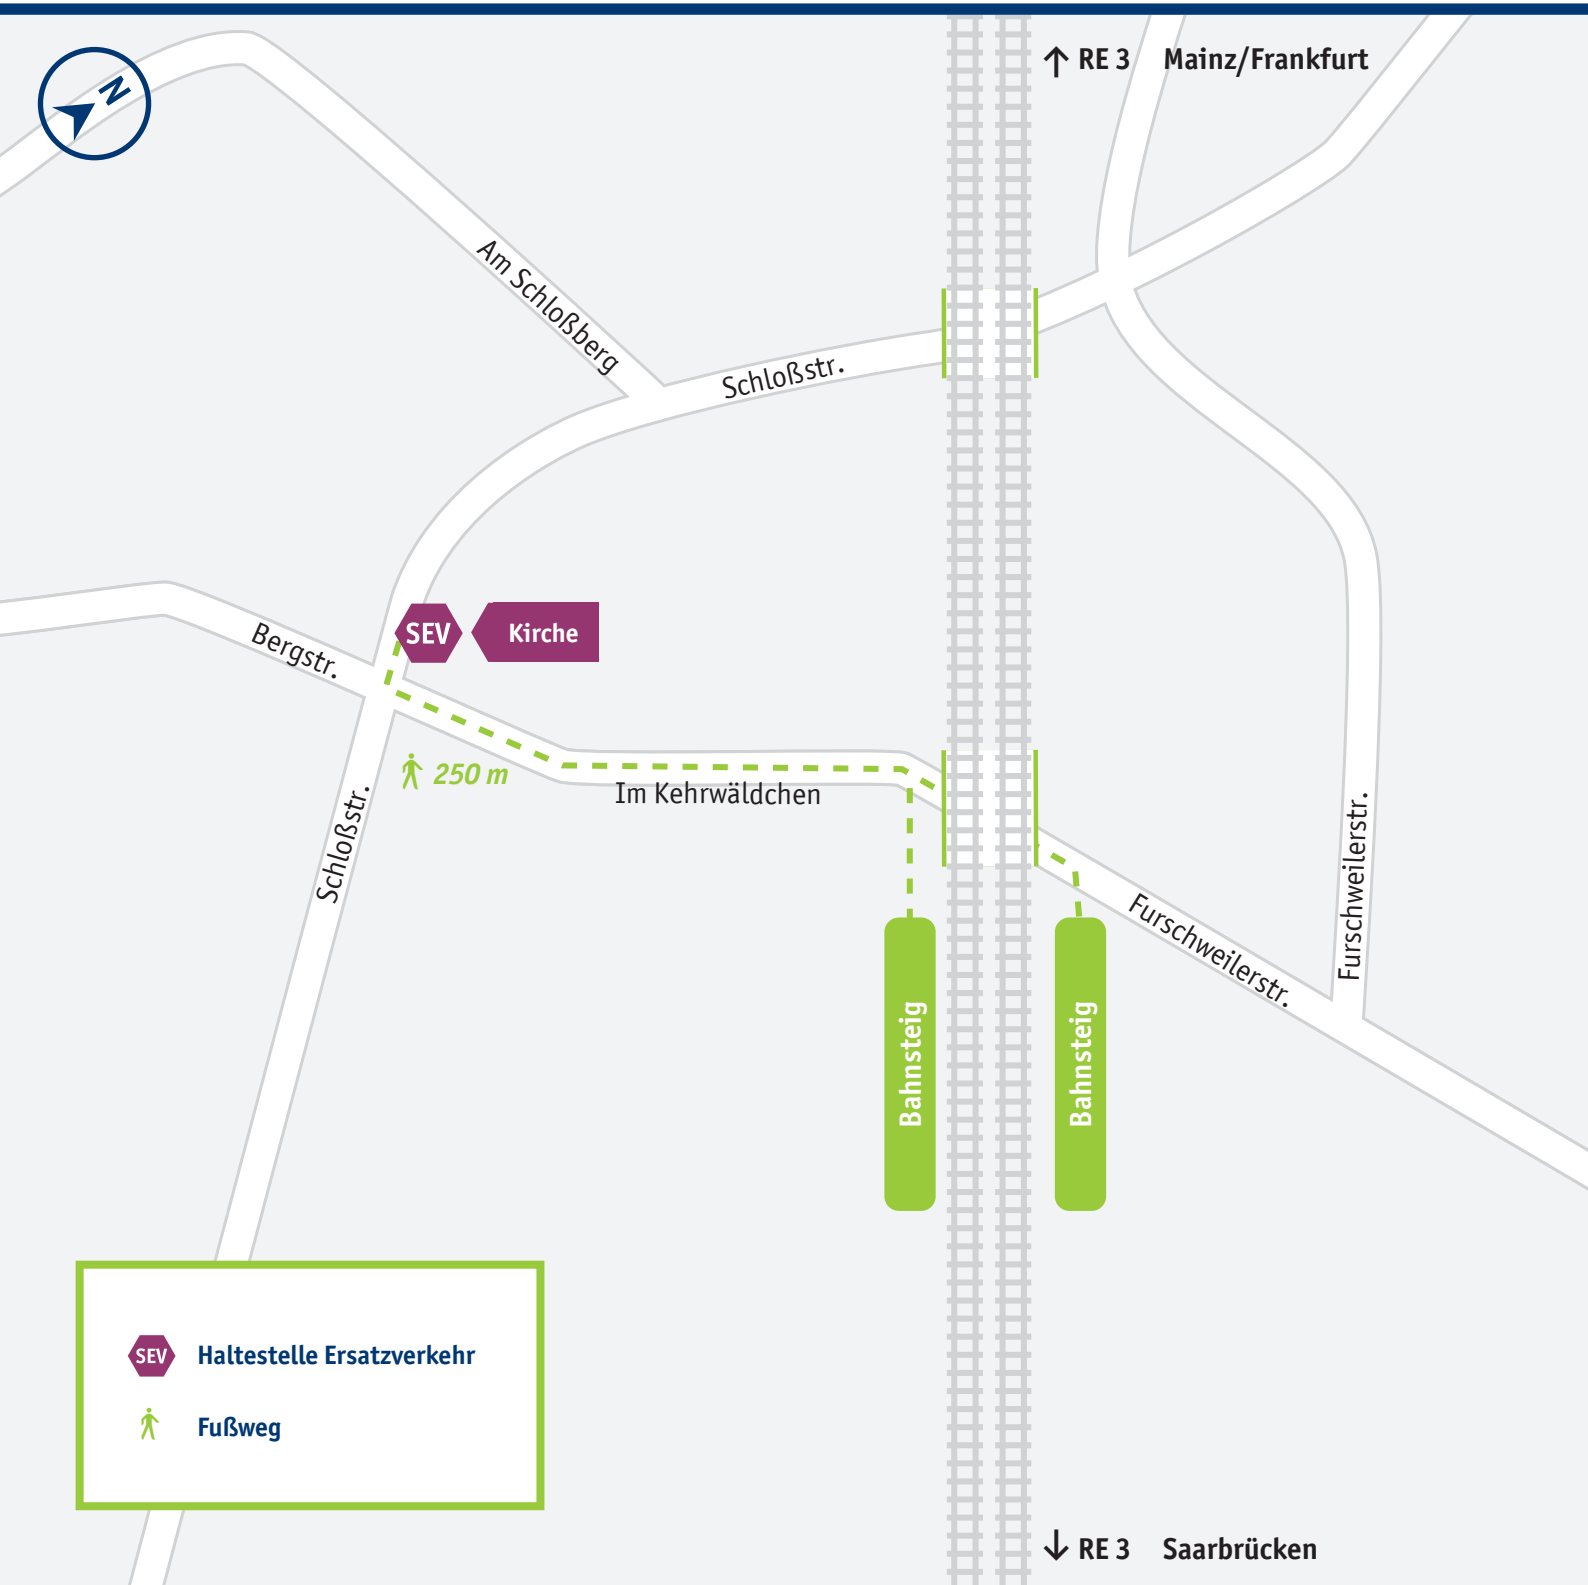 N
↑ RE 3 Mainz/Frankfurt
Am Schloßberg
Schloßstr.
SEV Kirche
Bergstr.
250 m
Im Kehrwäldchen
Schloßstr.
Furschweilerstr.
Furschweilerstr.
Bahnsteig
Bahnsteig
SEV Haltestelle Ersatzverkehr
Fußweg
↓ RE 3 Saarbrücken